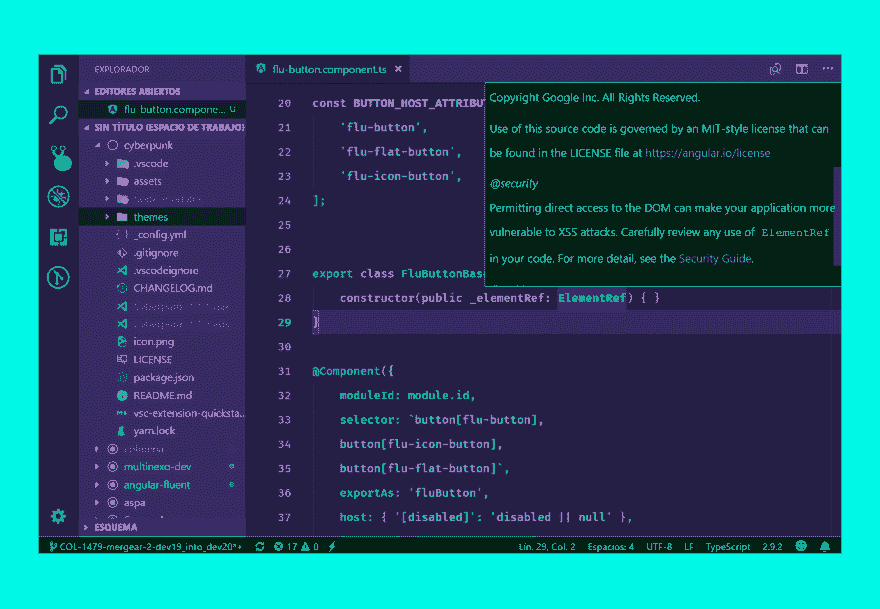 EXPLORADOR
EDITORES ABIERTOS
flu-button.compone... U
SIN TÍTULO (ESPACIO DE TRABAJO)
cyberpunk
.vscode
assets
themes
_config.yml
.gitignore
.vscodeignore
CHANGELOG.md
icon.png
LICENSE
package.json
README.md
vsc-extension-quicksta...
yarn.lock
multinexo-dev
angular-fluent
aspa
ESQUEMA
flu-button.component.ts
20 const BUTTON_HOST_ATTRIBU
21 'flu-button',
22 'flu-flat-button',
23 'flu-icon-button',
24 ];
25
26
27 export class FluButtonBas
28 constructor(public _elementRef: ElementRef) { }
29 }
30
31 @Component({
32 moduleId: module.id,
33 selector: `button[flu-button],
34 button[flu-icon-button],
35 button[flu-flat-button]`,
36 exportAs: 'fluButton',
37 host: { '[disabled]': 'disabled || null' },
Copyright Google Inc. All Rights Reserved.
Use of this source code is governed by an MIT-style license that can
be found in the LICENSE file at https://angular.io/license
@security
Permitting direct access to the DOM can make your application more
vulnerable to XSS attacks. Carefully review any use of ElementRef
in your code. For more detail, see the Security Guide.
COL-1479-mergear-2-dev19_into_dev20*+ 17 0 Lín. 29, Col. 2 Espacios: 4 UTF-8 LF TypeScript 2.9.2